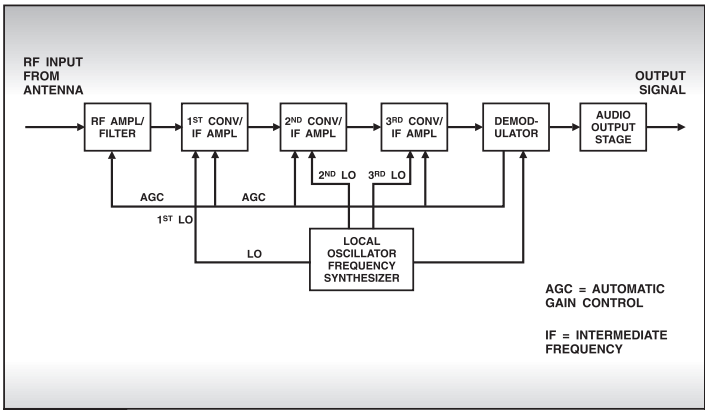 RF INPUT
FROM
ANTENNA
OUTPUT
SIGNAL
RF AMPL/
FILTER
1ST CONV/
IF AMPL
2ND CONV/
IF AMPL
3RD CONV/
IF AMPL
DEMOD-
ULATOR
AUDIO
OUTPUT
STAGE
2ND LO
3RD LO
AGC
AGC
1ST LO
LO
LOCAL
OSCILLATOR
FREQUENCY
SYNTHESIZER
AGC = AUTOMATIC
GAIN CONTROL
IF = INTERMEDIATE
FREQUENCY